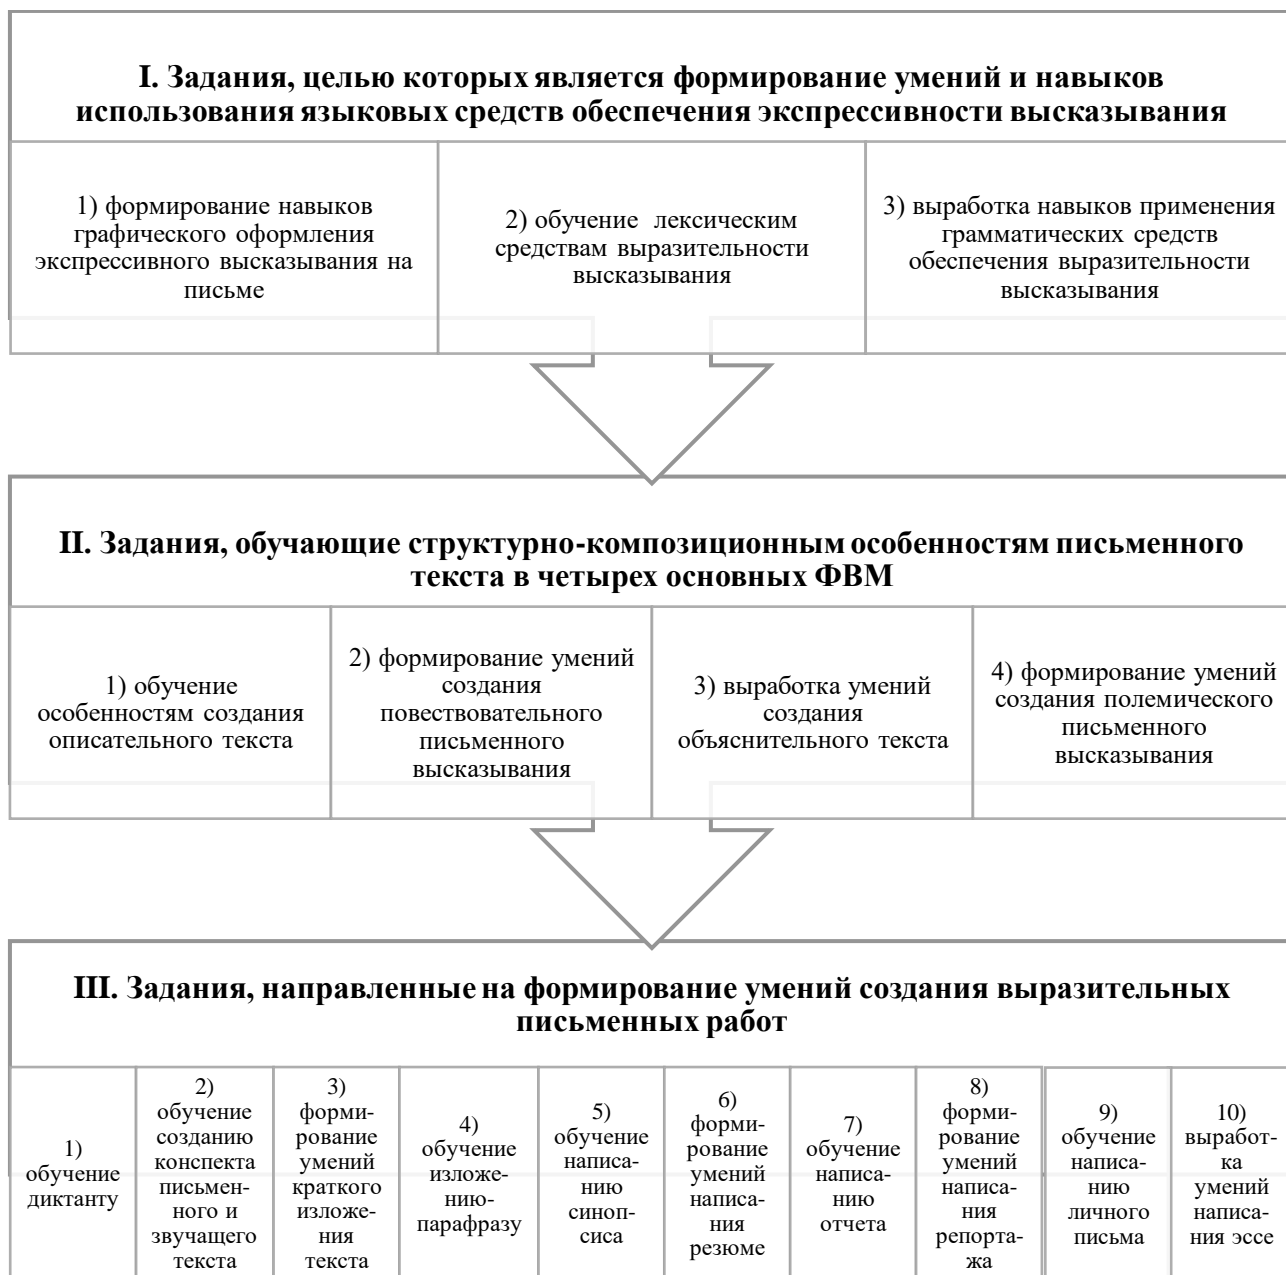 I. Задания, целью которых является формирование умений и навыков
использования языковых средств обеспечения экспрессивности высказывания
1) формирование навыков
графического оформления
экспрессивного высказывания на
письме
2) обучение лексическим
средствам выразительности
высказывания
3) выработка навыков применения
грамматических средств
обеспечения выразительности
высказывания
II. Задания, обучающие структурно-композиционным особенностям письменного
текста в четырех основных ФВМ
1) обучение
особенностям создания
описательного текста
2) формирование умений
создания
повествовательного
письменного
высказывания
3) выработка умений
создания
объяснительного текста
4) формирование умений
создания полемического
письменного
высказывания
III. Задания, направленные на формирование умений создания выразительных
письменных работ
1)
обучение
диктанту
2)
обучение
созданию
конспекта
письмен-
ного и
звучащего
текста
3)
форми-
рование
умений
краткого
изложе-
ния
текста
4)
обучение
изложе-
нию-
парафразу
5)
обучение
написа-
нию
синоп-
сиса
6)
форми-
рование
умений
написа-
ния
резюме
7)
обучение
написа-
нию
отчета
8)
форми-
рование
умений
написа-
ния
репорта-
жа
9)
обучение
написа-
нию
личного
письма
10)
выработ-
ка
умений
написа-
ния эссе